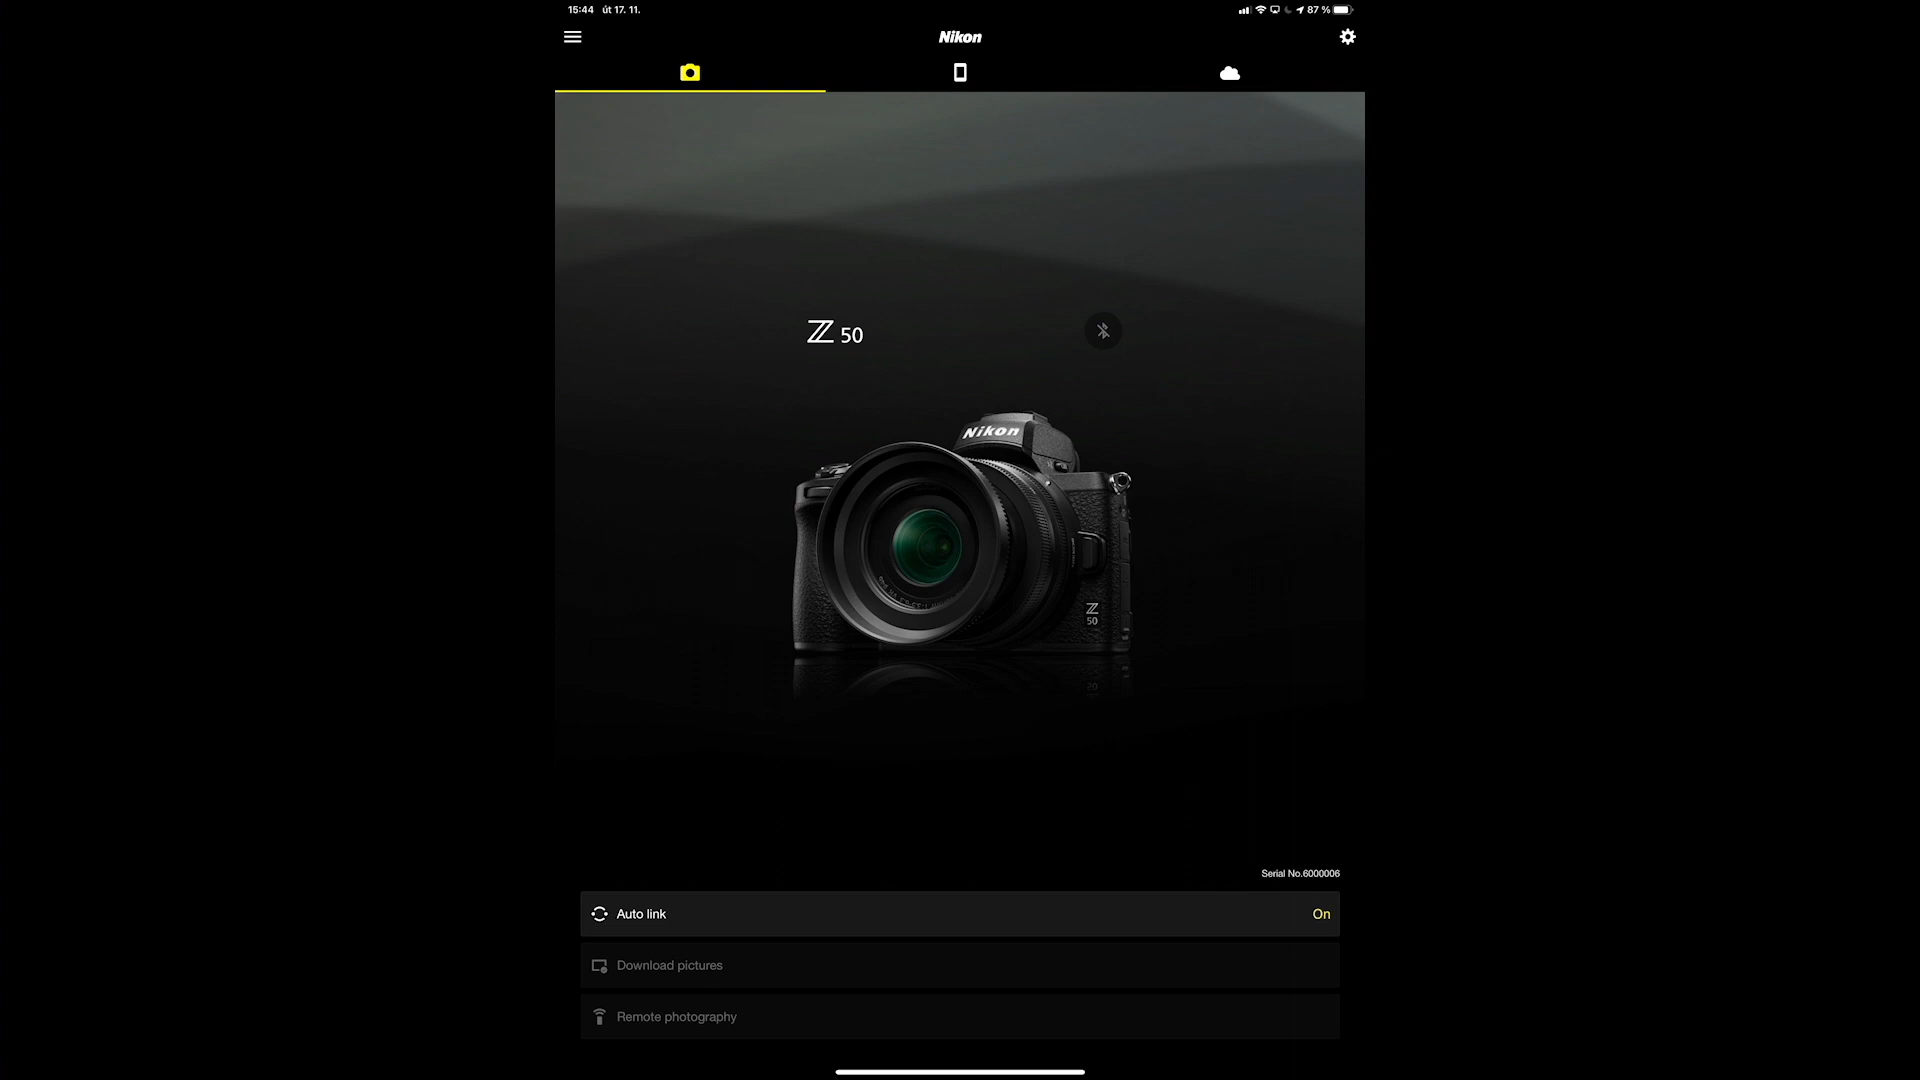 15:44 út 17. 11.
87 %
Nikon
Z 50
Nikon
Z
50
Serial No.6000006
Auto link
On
Download pictures
Remote photography